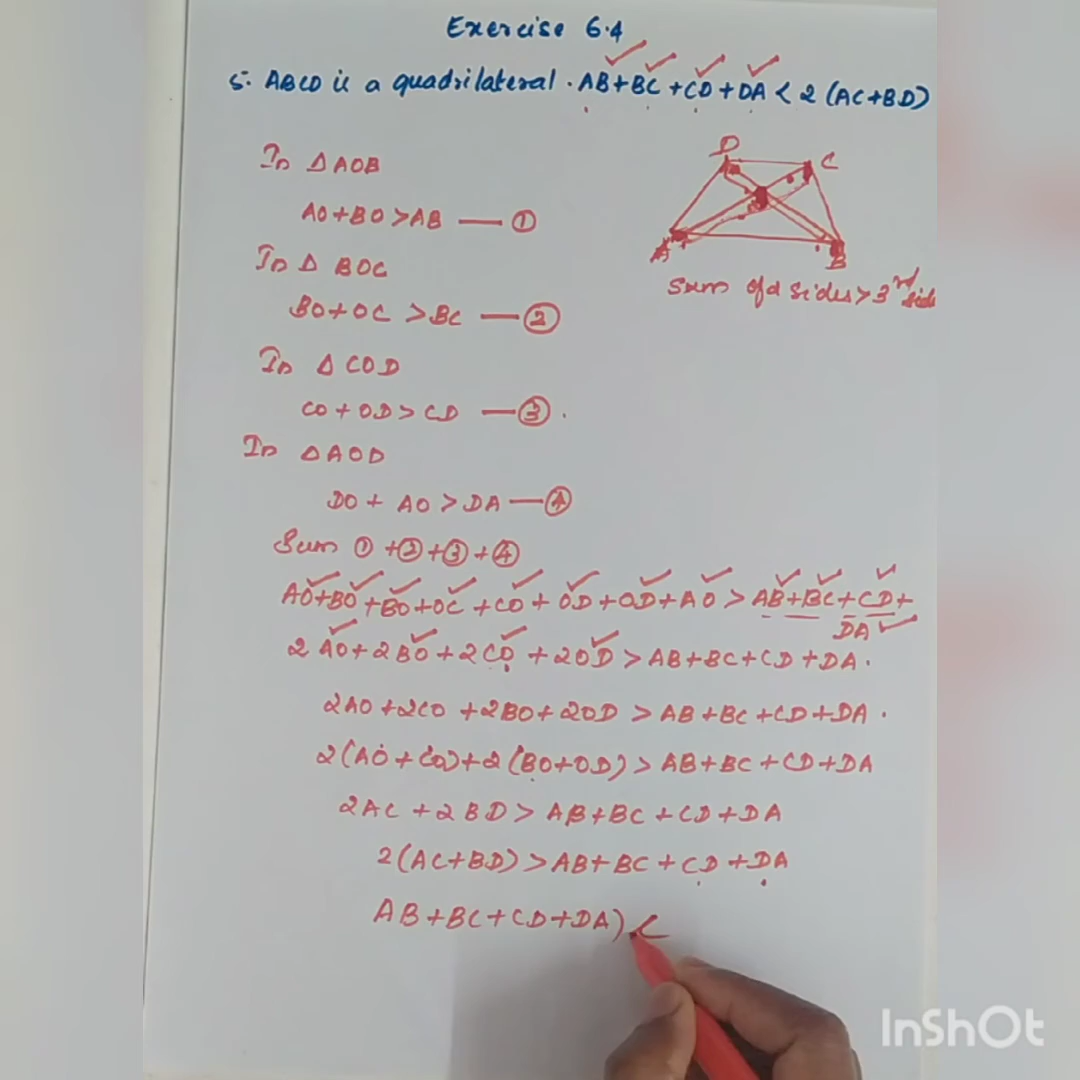 Exercise 6.4
5. ABCD is a quadrilateral. AB+BC+CD+DA < 2 (AC+BD)
In △AOB
AO+BO>AB — ①
In △ BOC
BO+OC >BC — ②
In △ COD
CO+OD>CD — ③.
In △AOD
DO + AO>DA — ④
Sum ① +②+③+④
AO+BO+BO+OC+CO+OD+OD+AO > AB+BC+CD+
DA
2 AO+2BO+2CO+2OD>AB+BC+CD+DA.
2AO+2CO+2BO+2OD>AB+BC+CD+DA.
2(AO+CO)+2(BO+OD)>AB+BC+CD+DA
2AC+2BD> AB+BC+CD+DA
2(AC+BD)>AB+BC+CD+DA
AB+BC+CD+DA) <
D
C
A
B
Sum of 2 sides>3rd side
InShOt